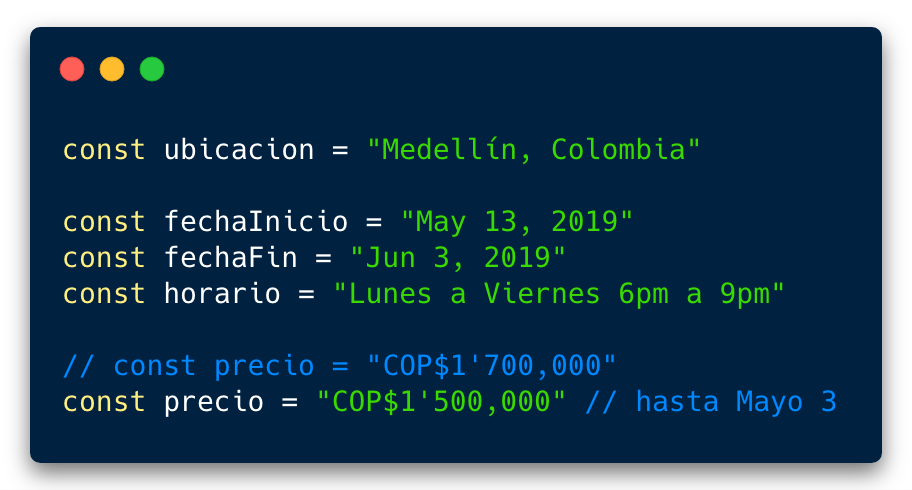 const ubicacion = "Medellín, Colombia"
const fechaInicio = "May 13, 2019"
const fechaFin = "Jun 3, 2019"
const horario = "Lunes a Viernes 6pm a 9pm"
// const precio = "COP$1'700,000"
const precio = "COP$1'500,000" // hasta Mayo 3